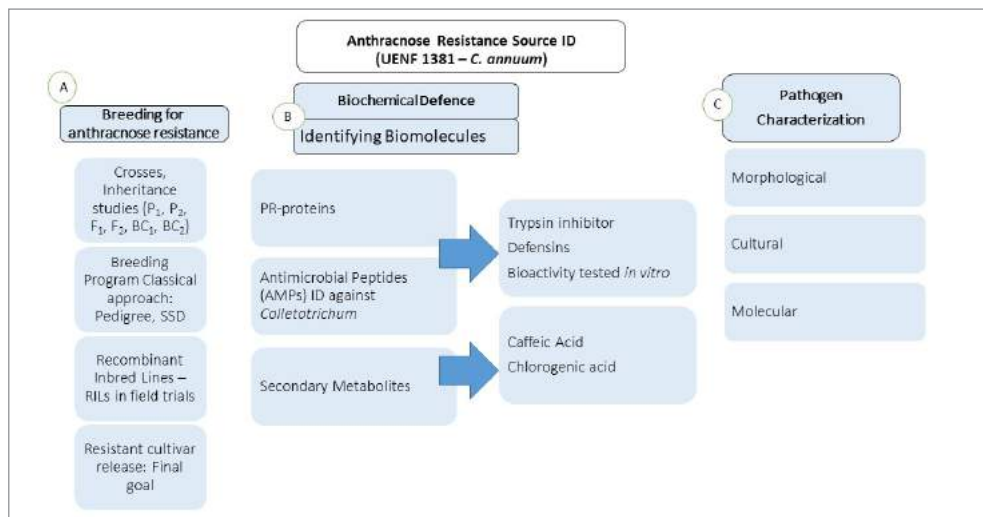 Anthracnose Resistance Source ID
(UENF 1381 – C. annuum)
A
Breeding for
anthracnose resistance
Crosses,
Inheritance
studies (P₁, P₂,
F₁, F₂, BC₁, BC₂)
Breeding
Program Classical
approach:
Pedigree, SSD
Recombinant
Inbred Lines –
RILs in field trials
Resistant cultivar
release: Final
goal
B
Biochemical Defence
Identifying Biomolecules
PR-proteins
Antimicrobial Peptides
(AMPs) ID against
Colletotrichum
Secondary Metabolites
Trypsin inhibitor
Defensins
Bioactivity tested in vitro
Caffeic Acid
Chlorogenic acid
C
Pathogen
Characterization
Morphological
Cultural
Molecular